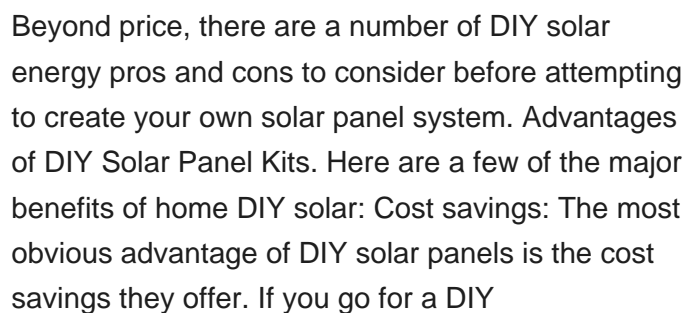 Beyond price, there are a number of DIY solar
energy pros and cons to consider before attempting
to create your own solar panel system. Advantages
of DIY Solar Panel Kits. Here are a few of the major
benefits of home DIY solar: Cost savings: The most
obvious advantage of DIY solar panels is the cost
savings they offer. If you go for a DIY